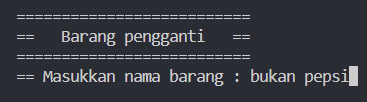 ==========================
==   Barang pengganti   ==
==========================
== Masukkan nama barang : bukan pepsi